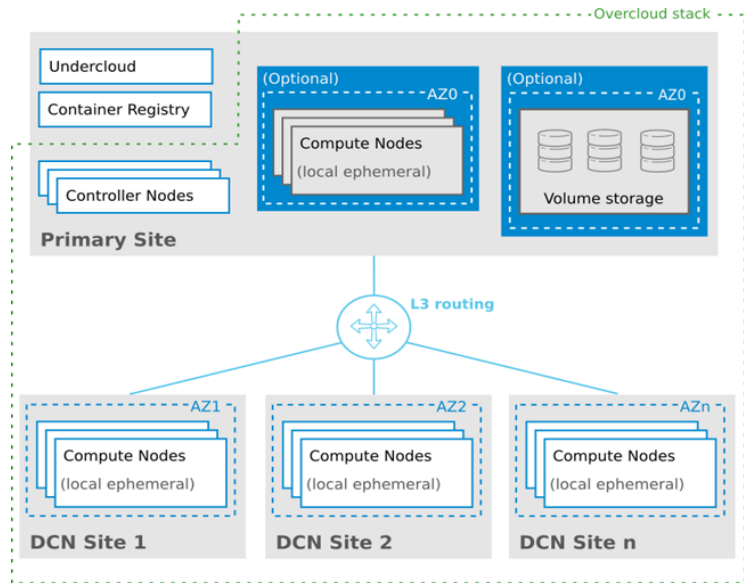 Overcloud stack
Undercloud
Container Registry
Controller Nodes
Primary Site
(Optional)
AZ0
Compute Nodes
(local ephemeral)
(Optional)
AZ0
Volume storage
L3 routing
AZ1
Compute Nodes
(local ephemeral)
DCN Site 1
AZ2
Compute Nodes
(local ephemeral)
DCN Site 2
AZn
Compute Nodes
(local ephemeral)
DCN Site n